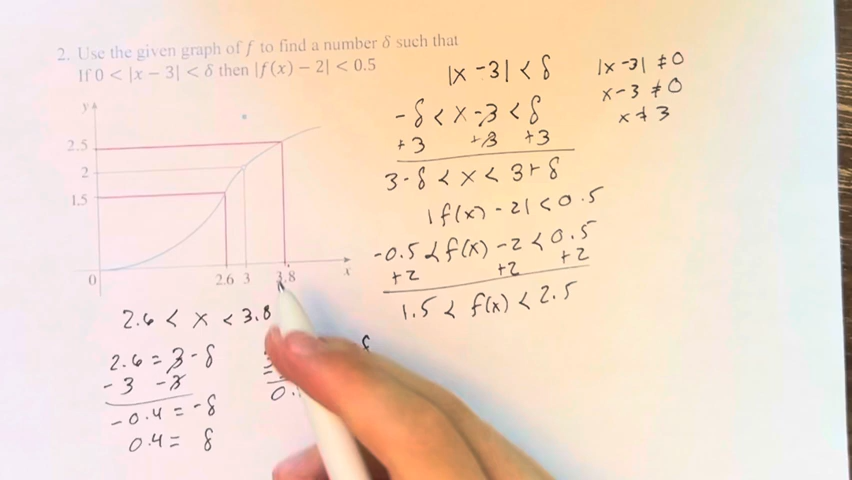 2. Use the given graph of f to find a number δ such that
If 0 < |x − 3| < δ then |f(x) − 2| < 0.5
y
2.5
2
1.5
0
2.6 3 3.8
x
2.6 < x < 3.8
2.6 = 3 - δ
- 3 - 3
-0.4 = - δ
0.4 = δ
0.
|x - 3| < δ
-δ < x - 3 < δ
+3 +3 +3
3 - δ < x < 3 + δ
|f(x) - 2| < 0.5
-0.5 < f(x) - 2 < 0.5
+2 +2 +2
1.5 < f(x) < 2.5
|x - 3| ≠ 0
x - 3 ≠ 0
x ≠ 3